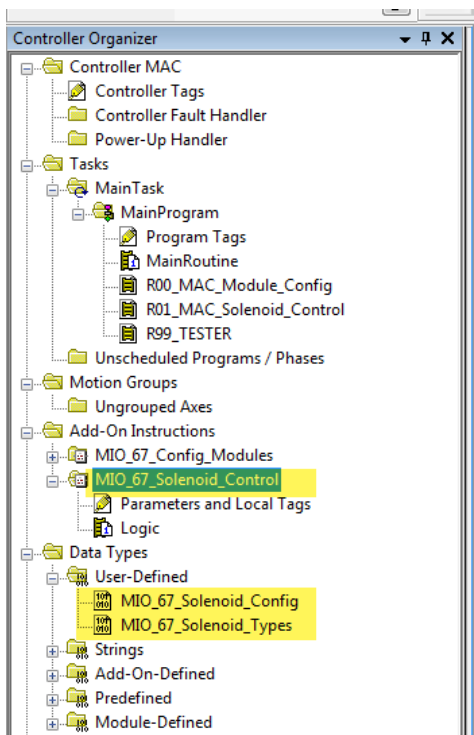 Controller Organizer
Controller MAC
Controller Tags
Controller Fault Handler
Power-Up Handler
Tasks
MainTask
MainProgram
Program Tags
MainRoutine
R00_MAC_Module_Config
R01_MAC_Solenoid_Control
R99_TESTER
Unscheduled Programs / Phases
Motion Groups
Ungrouped Axes
Add-On Instructions
MIO_67_Config_Modules
MIO_67_Solenoid_Control
Parameters and Local Tags
Logic
Data Types
User-Defined
MIO_67_Solenoid_Config
MIO_67_Solenoid_Types
Strings
Add-On-Defined
Predefined
Module-Defined